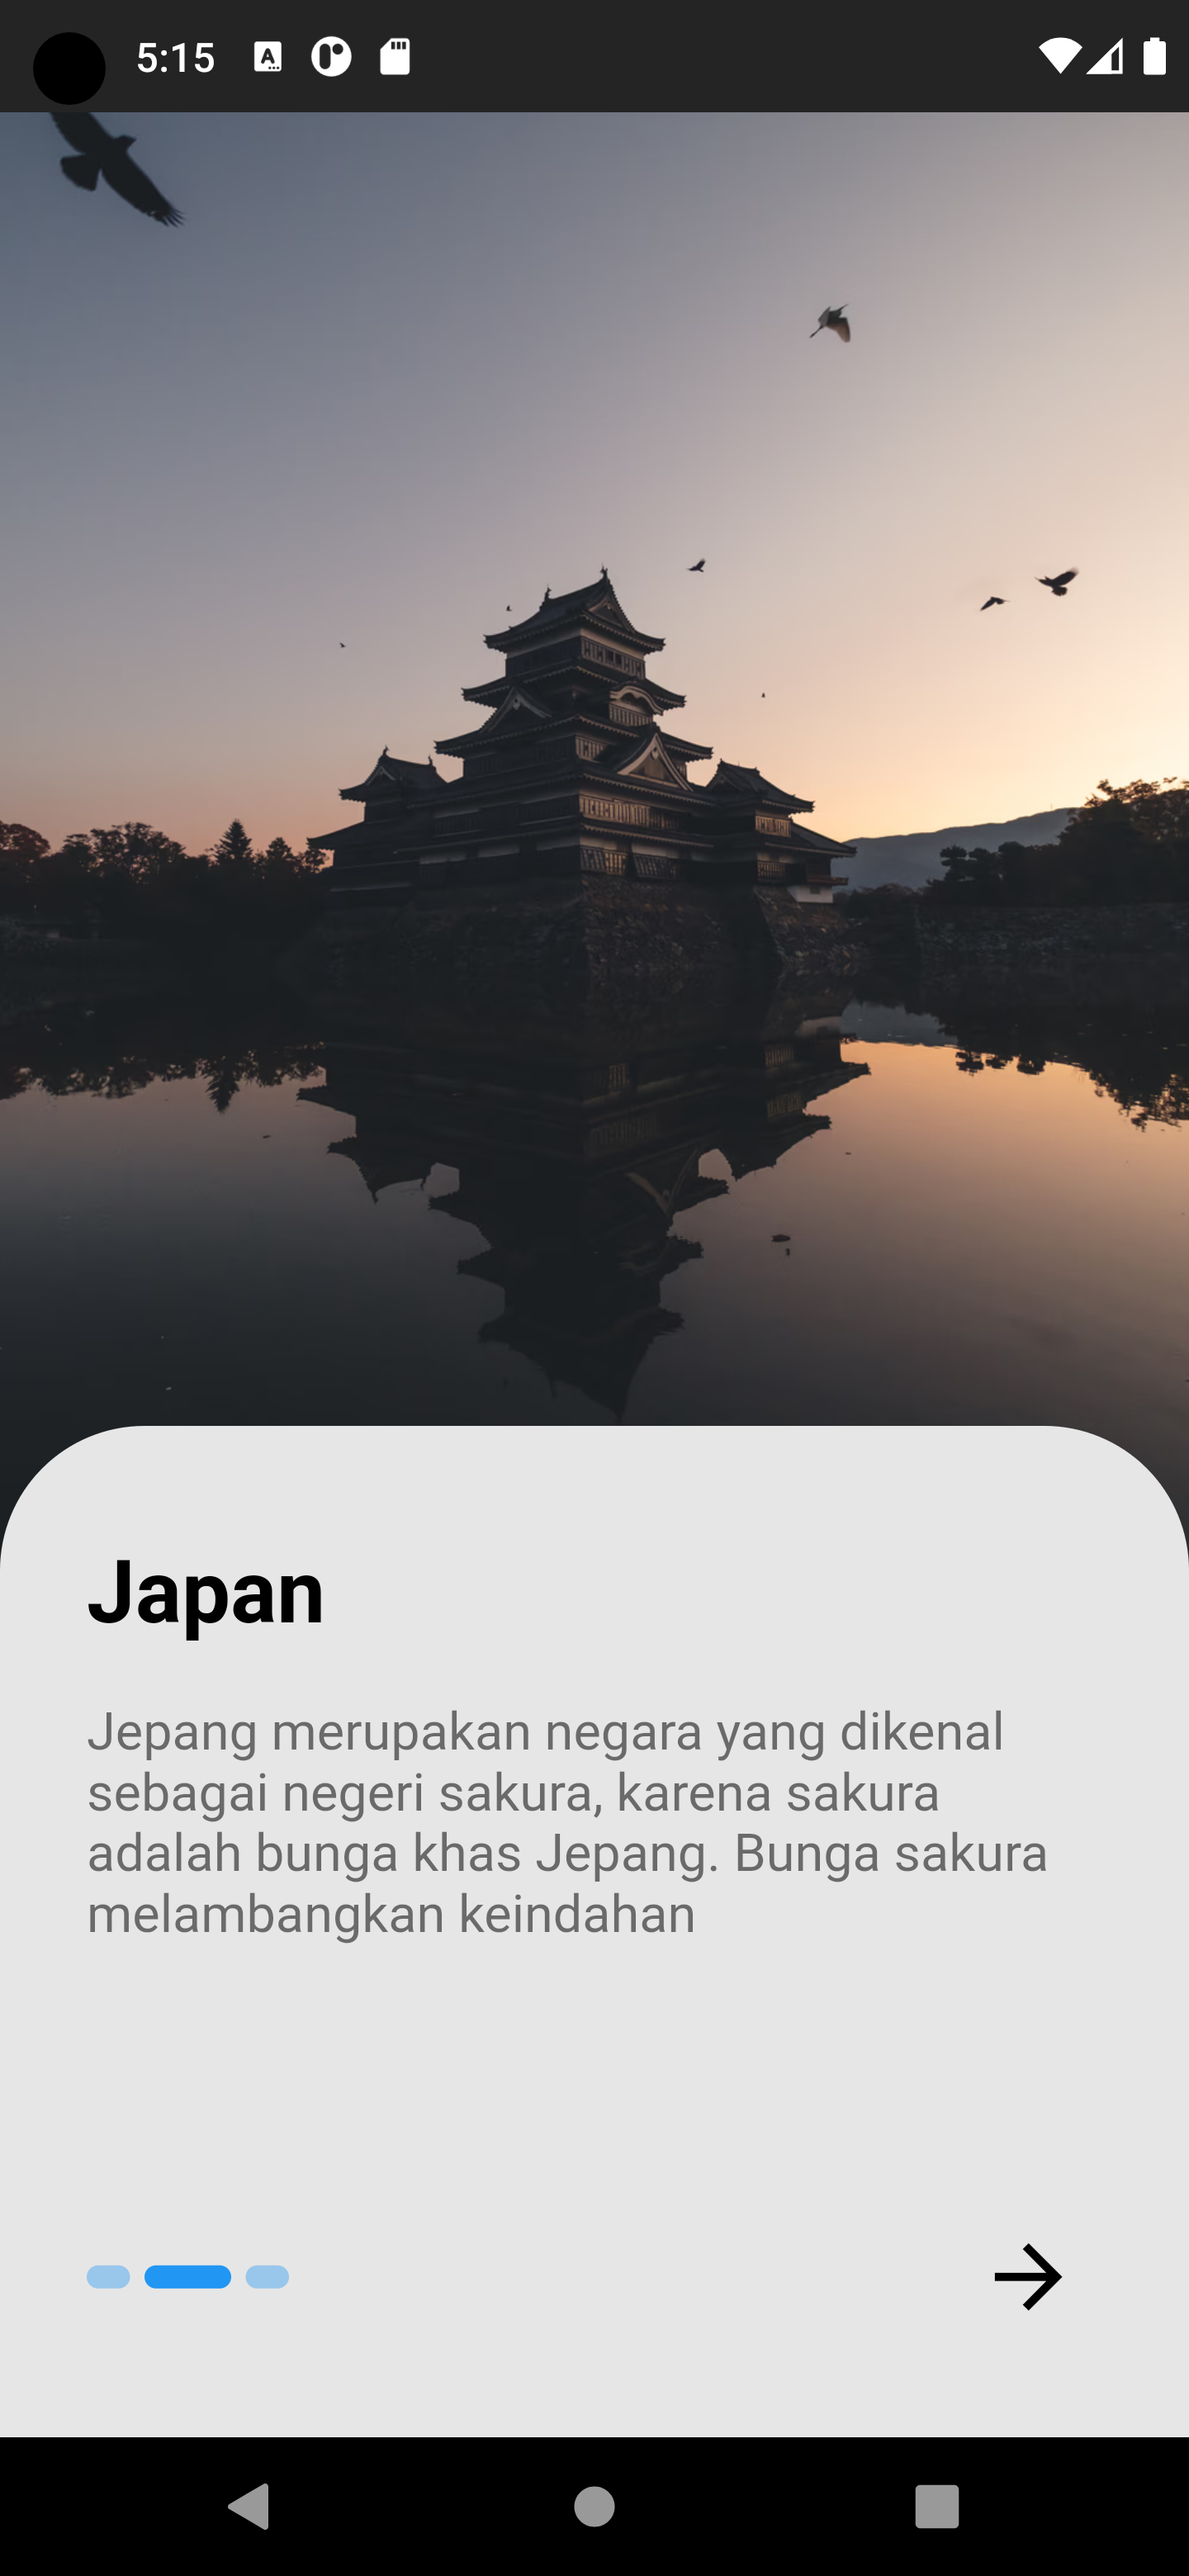 5:15
Japan
Jepang merupakan negara yang dikenal
sebagai negeri sakura, karena sakura
adalah bunga khas Jepang. Bunga sakura
melambangkan keindahan